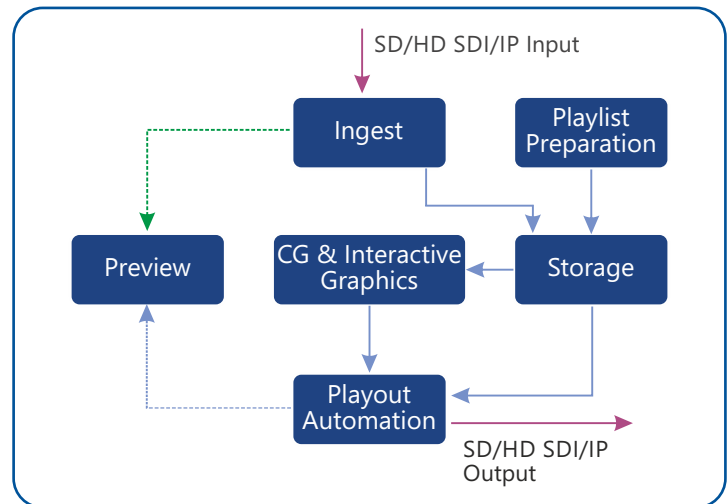 SD/HD SDI/IP Input
Ingest
Playlist
Preparation
Preview
CG & Interactive
Graphics
Storage
Playout
Automation
SD/HD SDI/IP
Output